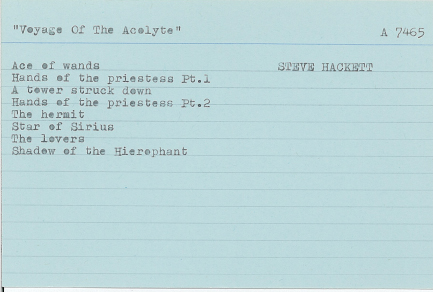 "Voyage Of The Acolyte" A 7465
Ace of wands STEVE HACKETT
Hands of the priestess Pt.1
A tower struck down
Hands of the priestess Pt.2
The hermit
Star of Sirius
The lovers
Shadow of the Hierophant